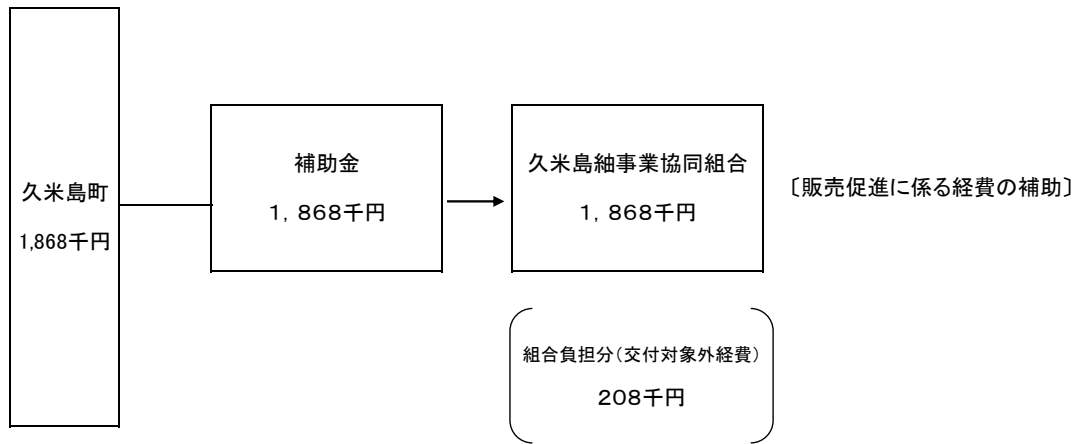 久米島町
1,868千円
補助金
1，868千円
久米島紬事業協同組合
1，868千円
〔販売促進に係る経費の補助〕
組合負担分（交付対象外経費）
208千円